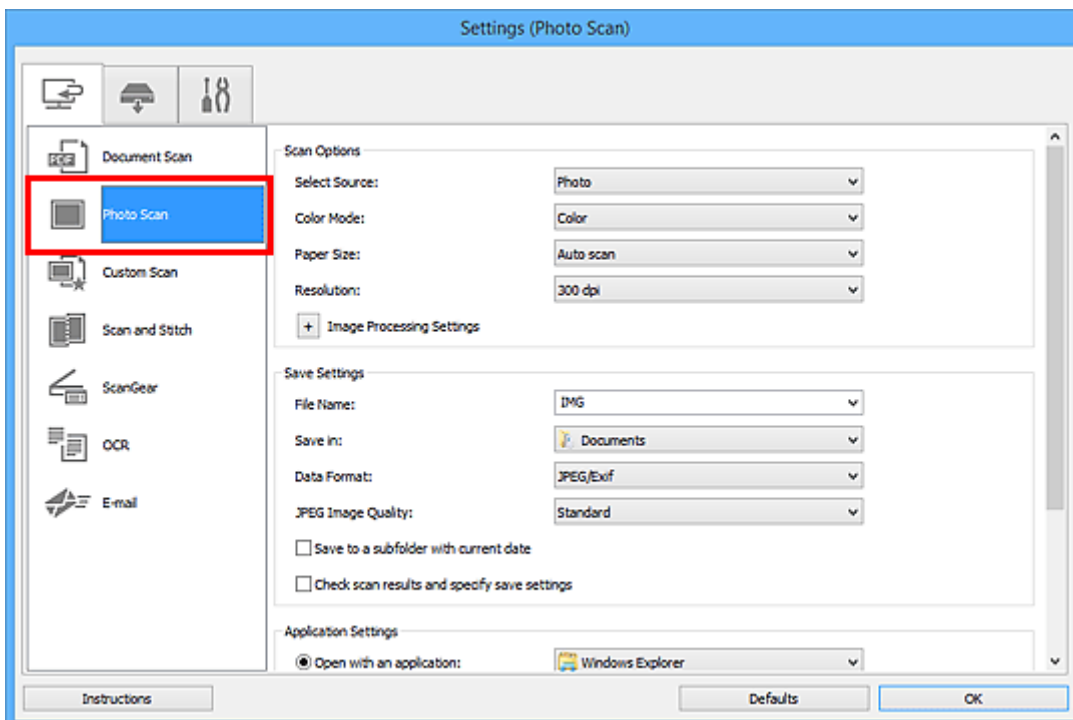 Settings (Photo Scan)
PDF
Document Scan
Photo Scan
Custom Scan
Scan and Stitch
ScanGear
OCR
E-mail
Scan Options
Select Source: Photo
Color Mode: Color
Paper Size: Auto scan
Resolution: 300 dpi
+ Image Processing Settings
Save Settings
File Name: IMG
Save in: Documents
Data Format: JPEG/Exif
JPEG Image Quality: Standard
Save to a subfolder with current date
Check scan results and specify save settings
Application Settings
Open with an application: Windows Explorer
Instructions
Defaults
OK